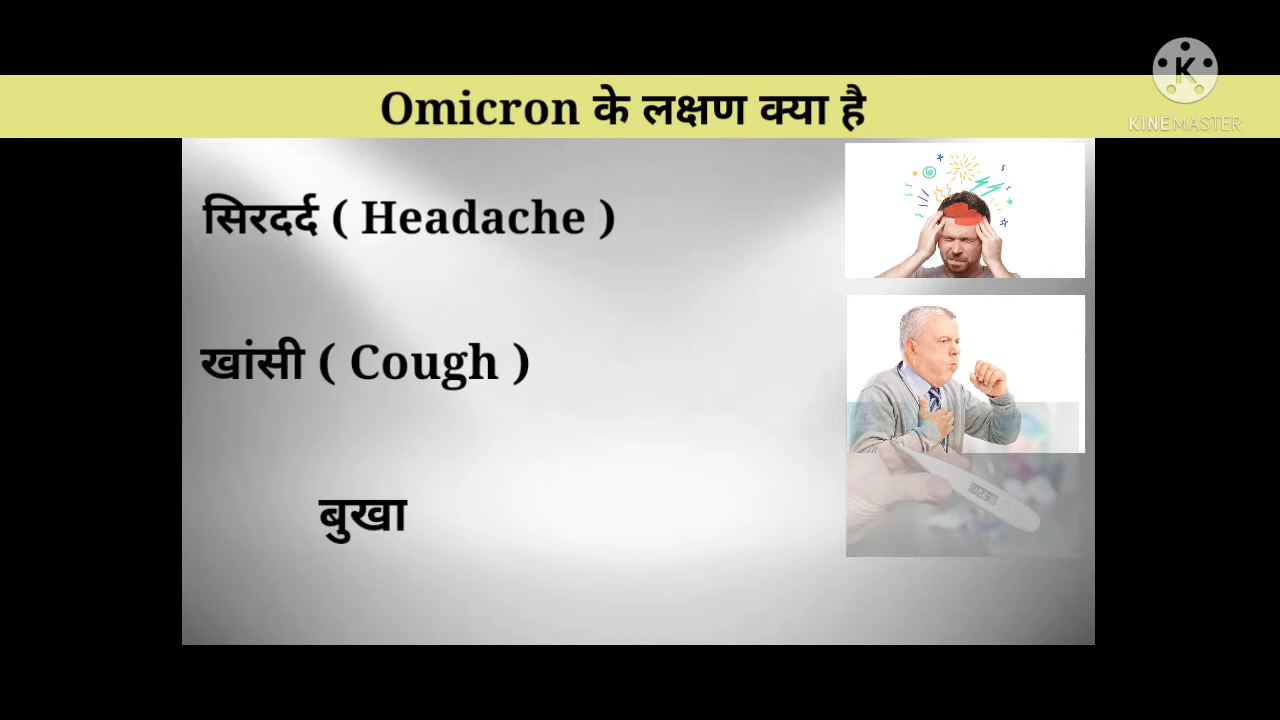 Omicron के लक्षण क्या है
KINEMASTER
सिरदर्द ( Headache )
खांसी ( Cough )
बुखा